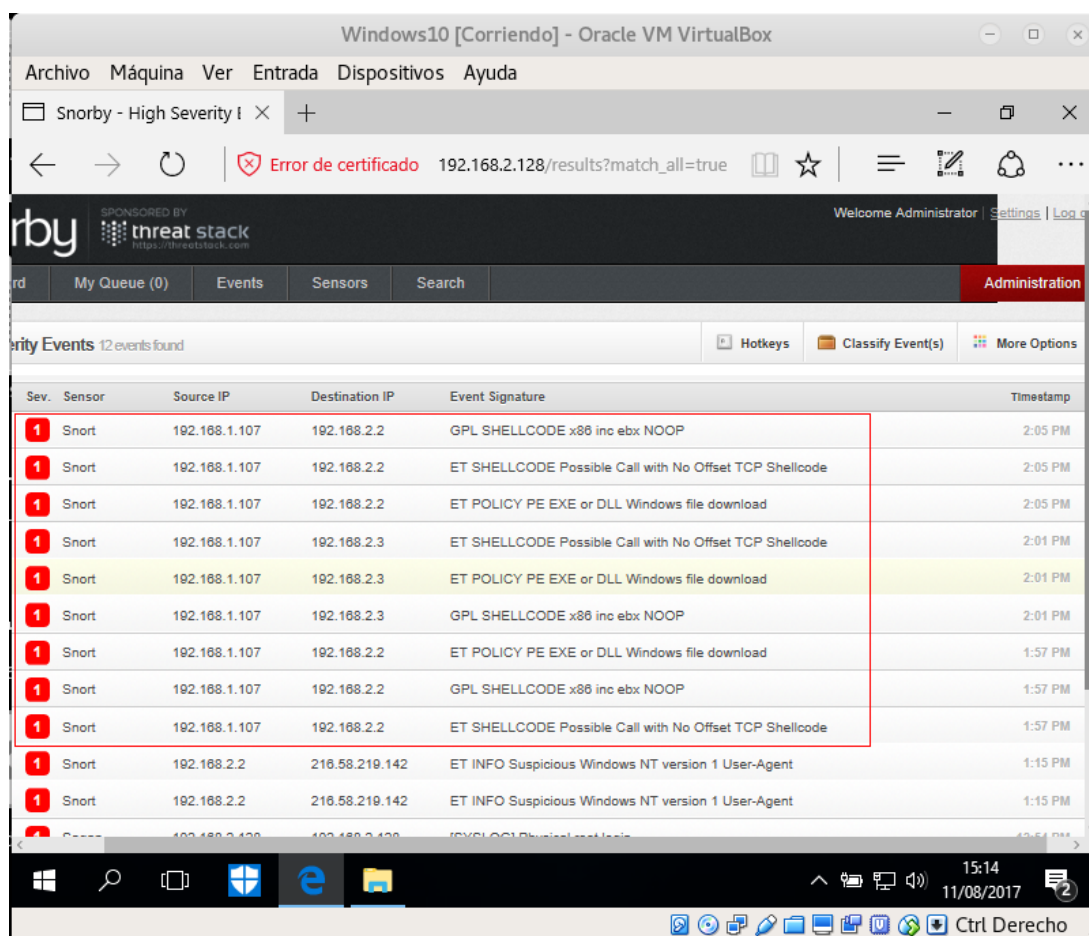 Windows10 [Corriendo] - Oracle VM VirtualBox
Archivo Máquina Ver Entrada Dispositivos Ayuda
Snorby - High Severity
Error de certificado 192.168.2.128/results?match_all=true
rby SPONSORED BY
threat stack
https://threatstack.com
Welcome Administrator | Settings | Log
rd My Queue (0) Events Sensors Search Administration
erity Events 12 events found Hotkeys Classify Event(s) More Options
Sev. Sensor Source IP Destination IP Event Signature Timestamp
1 Snort 192.168.1.107 192.168.2.2 GPL SHELLCODE x86 inc ebx NOOP 2:05 PM
1 Snort 192.168.1.107 192.168.2.2 ET SHELLCODE Possible Call with No Offset TCP Shellcode 2:05 PM
1 Snort 192.168.1.107 192.168.2.2 ET POLICY PE EXE or DLL Windows file download 2:05 PM
1 Snort 192.168.1.107 192.168.2.3 ET SHELLCODE Possible Call with No Offset TCP Shellcode 2:01 PM
1 Snort 192.168.1.107 192.168.2.3 ET POLICY PE EXE or DLL Windows file download 2:01 PM
1 Snort 192.168.1.107 192.168.2.3 GPL SHELLCODE x86 inc ebx NOOP 2:01 PM
1 Snort 192.168.1.107 192.168.2.2 ET POLICY PE EXE or DLL Windows file download 1:57 PM
1 Snort 192.168.1.107 192.168.2.2 GPL SHELLCODE x86 inc ebx NOOP 1:57 PM
1 Snort 192.168.1.107 192.168.2.2 ET SHELLCODE Possible Call with No Offset TCP Shellcode 1:57 PM
1 Snort 192.168.2.2 216.58.219.142 ET INFO Suspicious Windows NT version 1 User-Agent 1:15 PM
1 Snort 192.168.2.2 216.58.219.142 ET INFO Suspicious Windows NT version 1 User-Agent 1:15 PM
15:14
11/08/2017
2
Ctrl Derecho